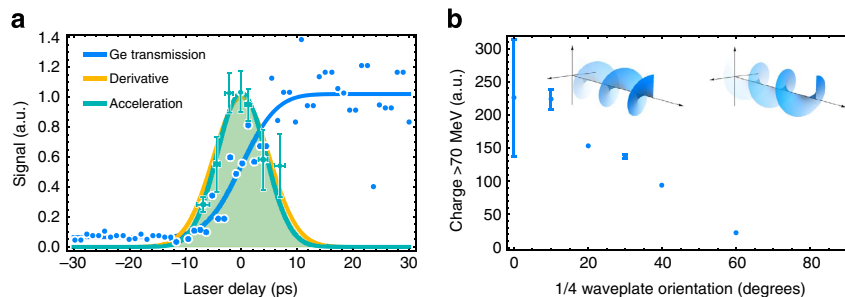 a
Signal (a.u.)
1.4
1.2
1.0
0.8
0.6
0.4
0.2
0.0
Ge transmission
Derivative
Acceleration
−30 −20 −10 0 10 20 30
Laser delay (ps)
b
Charge >70 MeV (a.u.)
300
250
200
150
100
50
0
0 20 40 60 80
1/4 waveplate orientation (degrees)